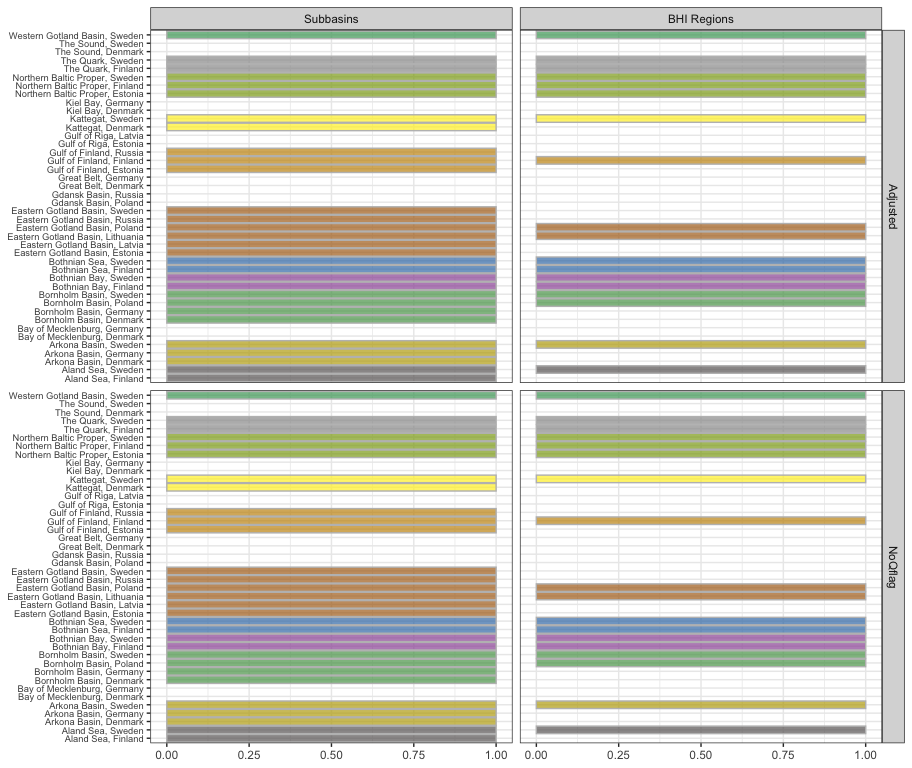 Subbasins
BHI Regions
Western Gotland Basin, Sweden
The Sound, Sweden
The Sound, Denmark
The Quark, Sweden
The Quark, Finland
Northern Baltic Proper, Sweden
Northern Baltic Proper, Finland
Northern Baltic Proper, Estonia
Kiel Bay, Germany
Kiel Bay, Denmark
Kattegat, Sweden
Kattegat, Denmark
Gulf of Riga, Latvia
Gulf of Riga, Estonia
Gulf of Finland, Russia
Gulf of Finland, Finland
Gulf of Finland, Estonia
Great Belt, Germany
Great Belt, Denmark
Gdansk Basin, Russia
Gdansk Basin, Poland
Eastern Gotland Basin, Sweden
Eastern Gotland Basin, Russia
Eastern Gotland Basin, Poland
Eastern Gotland Basin, Lithuania
Eastern Gotland Basin, Latvia
Eastern Gotland Basin, Estonia
Bothnian Sea, Sweden
Bothnian Sea, Finland
Bothnian Bay, Sweden
Bothnian Bay, Finland
Bornholm Basin, Sweden
Bornholm Basin, Poland
Bornholm Basin, Germany
Bornholm Basin, Denmark
Bay of Mecklenburg, Germany
Bay of Mecklenburg, Denmark
Arkona Basin, Sweden
Arkona Basin, Germany
Arkona Basin, Denmark
Aland Sea, Sweden
Aland Sea, Finland
Adjusted
Western Gotland Basin, Sweden
The Sound, Sweden
The Sound, Denmark
The Quark, Sweden
The Quark, Finland
Northern Baltic Proper, Sweden
Northern Baltic Proper, Finland
Northern Baltic Proper, Estonia
Kiel Bay, Germany
Kiel Bay, Denmark
Kattegat, Sweden
Kattegat, Denmark
Gulf of Riga, Latvia
Gulf of Riga, Estonia
Gulf of Finland, Russia
Gulf of Finland, Finland
Gulf of Finland, Estonia
Great Belt, Germany
Great Belt, Denmark
Gdansk Basin, Russia
Gdansk Basin, Poland
Eastern Gotland Basin, Sweden
Eastern Gotland Basin, Russia
Eastern Gotland Basin, Poland
Eastern Gotland Basin, Lithuania
Eastern Gotland Basin, Latvia
Eastern Gotland Basin, Estonia
Bothnian Sea, Sweden
Bothnian Sea, Finland
Bothnian Bay, Sweden
Bothnian Bay, Finland
Bornholm Basin, Sweden
Bornholm Basin, Poland
Bornholm Basin, Germany
Bornholm Basin, Denmark
Bay of Mecklenburg, Germany
Bay of Mecklenburg, Denmark
Arkona Basin, Sweden
Arkona Basin, Germany
Arkona Basin, Denmark
Aland Sea, Sweden
Aland Sea, Finland
NoQflag
0.00 0.25 0.50 0.75 1.00
0.00 0.25 0.50 0.75 1.00